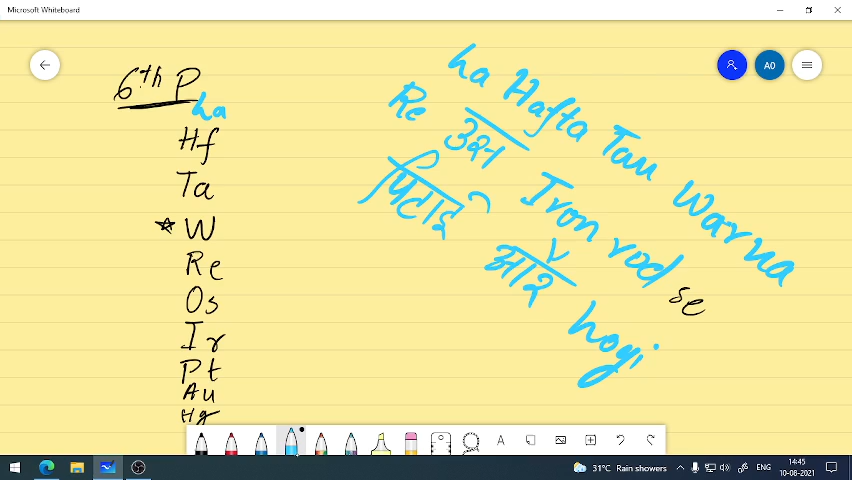 Microsoft Whiteboard
A0
6th P
ha
Hf
Ta
W
Re
Os
Ir
Pt
Au
Hg
ha Hafta Tau Warna
Re उस Iron rod se
पिटाई और hogi
A
31°C Rain showers
ENG
14:45
10-08-2021